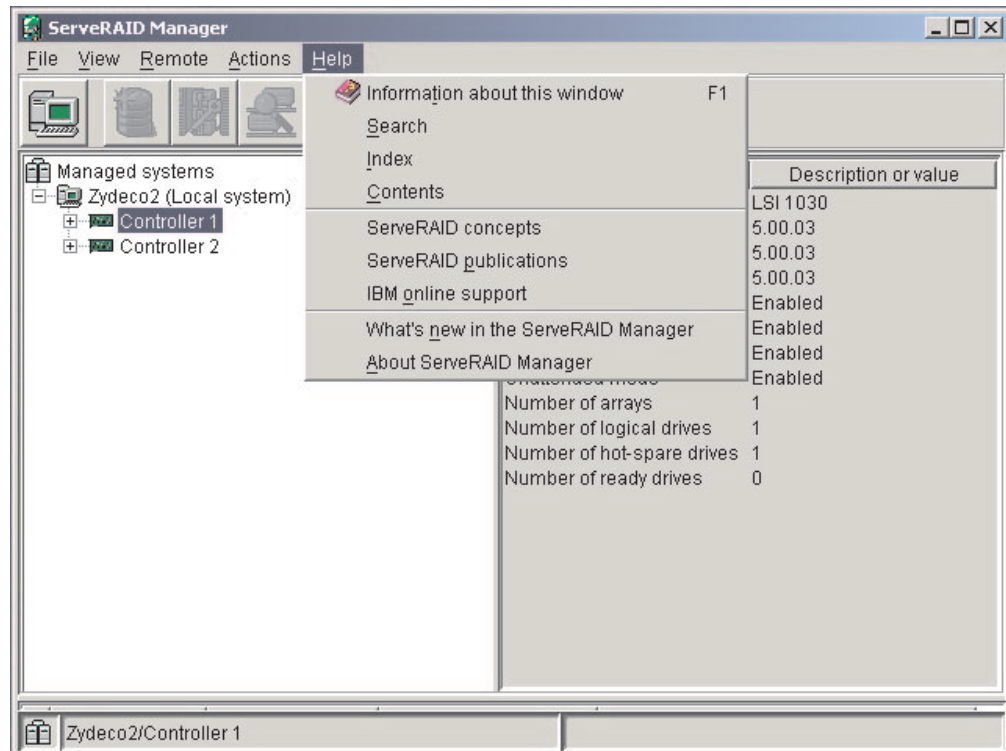 ServeRAID Manager
File View Remote Actions Help
Information about this window F1
Search
Index
Contents
ServeRAID concepts
ServeRAID publications
IBM online support
What's new in the ServeRAID Manager
About ServeRAID Manager
Managed systems
Zydeco2 (Local system)
Controller 1
Controller 2
Description or value
LSI 1030
5.00.03
5.00.03
5.00.03
Enabled
Enabled
Enabled
Enabled
Number of arrays 1
Number of logical drives 1
Number of hot-spare drives 1
Number of ready drives 0
Zydeco2/Controller 1